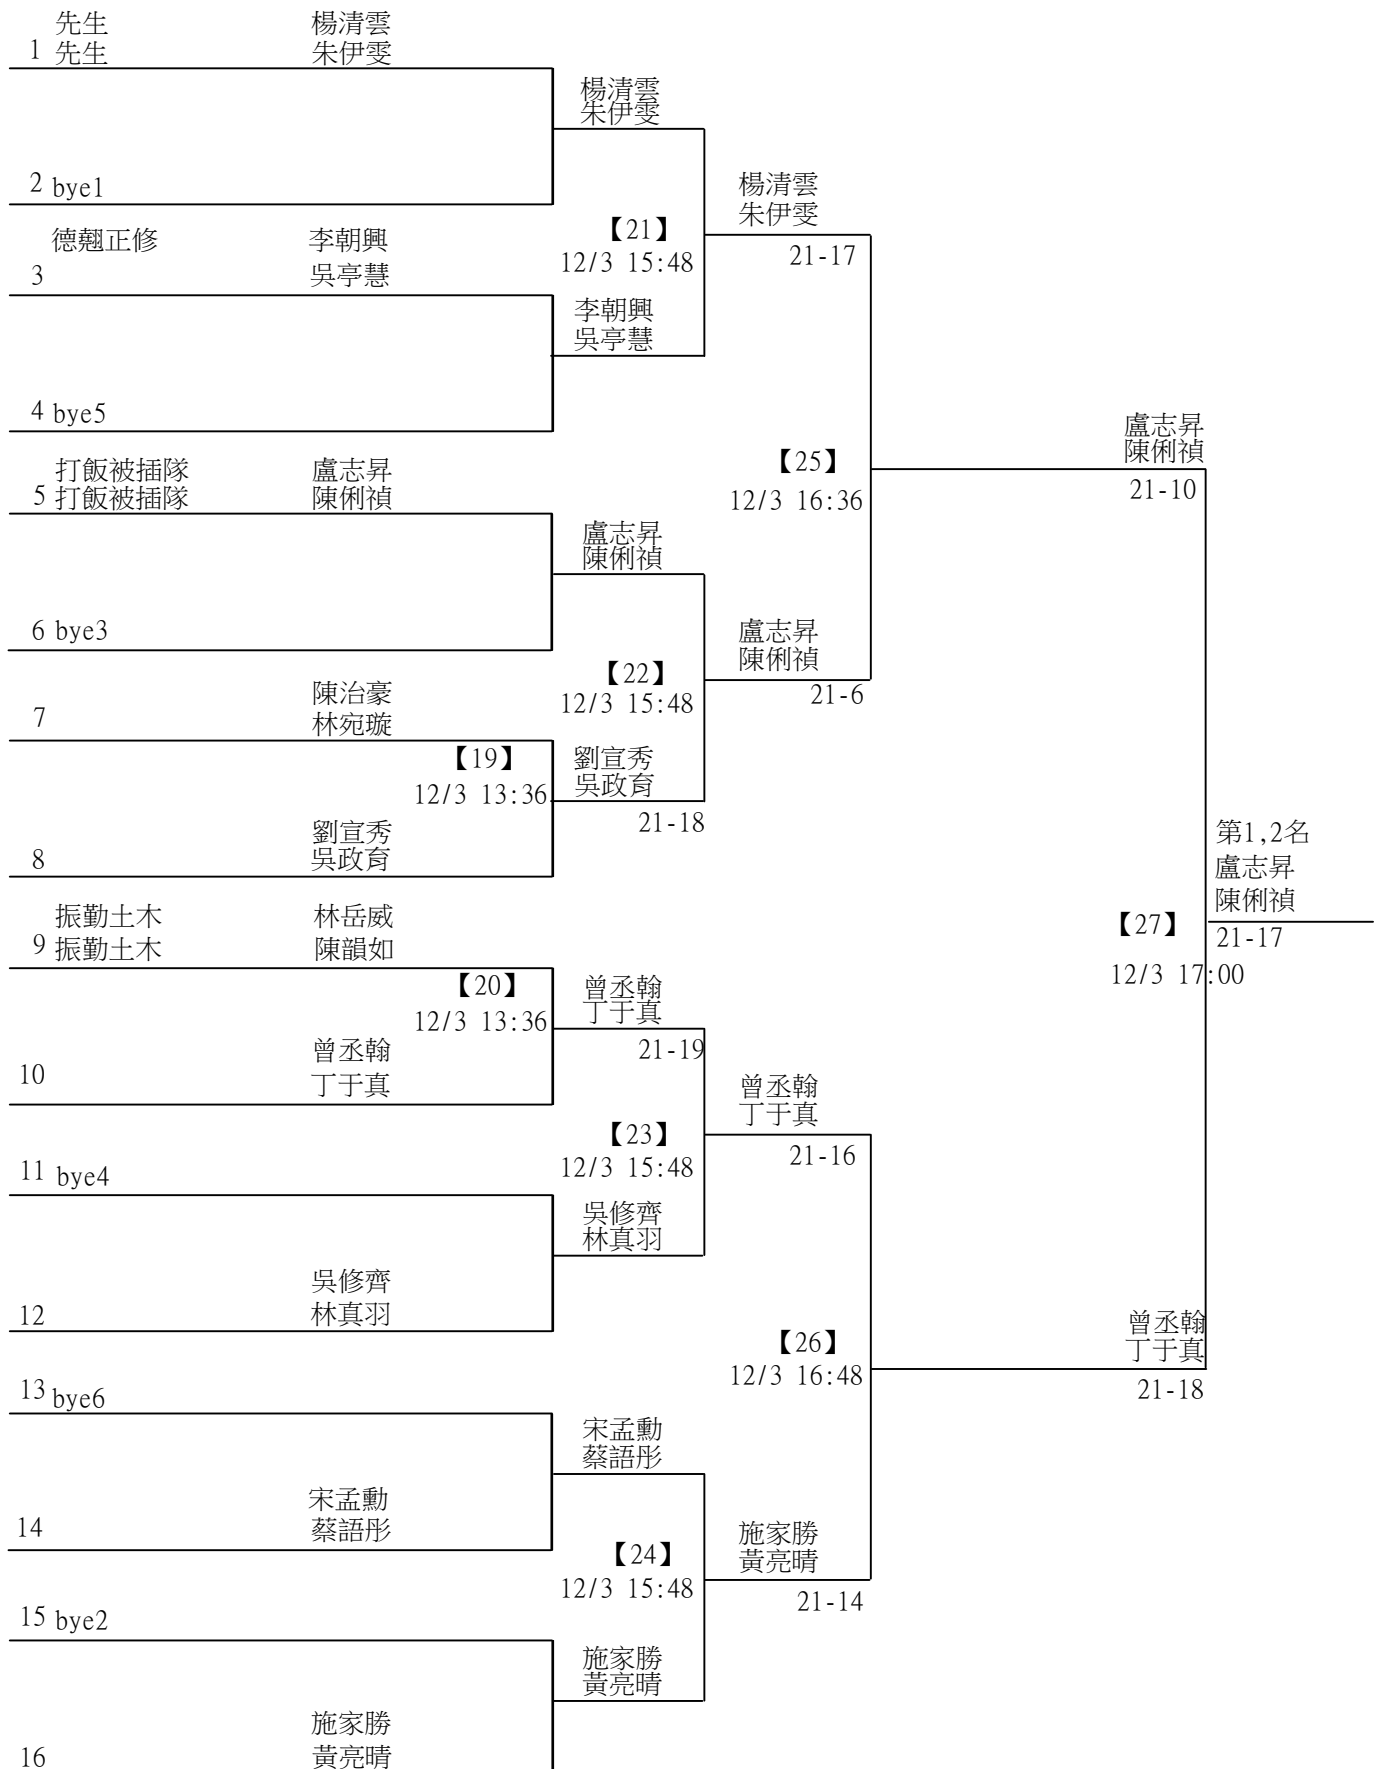 先生 楊清雲
1 先生 朱伊雯
楊清雲
朱伊雯
2 bye1
楊清雲
朱伊雯
德翹正修 李朝興
3 吳亭慧
【21】
12/3 15:48
21-17
李朝興
吳亭慧
4 bye5
盧志昇
陳俐禎
【25】
12/3 16:36
21-10
打飯被插隊 盧志昇
5 打飯被插隊 陳俐禎
盧志昇
陳俐禎
6 bye3
盧志昇
陳俐禎
【22】
12/3 15:48
21-6
陳治豪
7 林宛璇
【19】
12/3 13:36
劉宣秀
吳政育
21-18
劉宣秀
8 吳政育
第1,2名
盧志昇
陳俐禎
【27】
21-17
12/3 17:00
振勤土木 林岳威
9 振勤土木 陳韻如
【20】
12/3 13:36
曾丞翰
丁于真
21-19
曾丞翰
10 丁于真
曾丞翰
丁于真
【23】
12/3 15:48
21-16
11 bye4
吳修齊
林真羽
吳修齊
12 林真羽
【26】
12/3 16:48
曾丞翰
丁于真
21-18
13 bye6
宋孟勳
蔡語彤
宋孟勳
14 蔡語彤
【24】
12/3 15:48
施家勝
黃亮晴
21-14
15 bye2
施家勝
黃亮晴
施家勝
16 黃亮晴